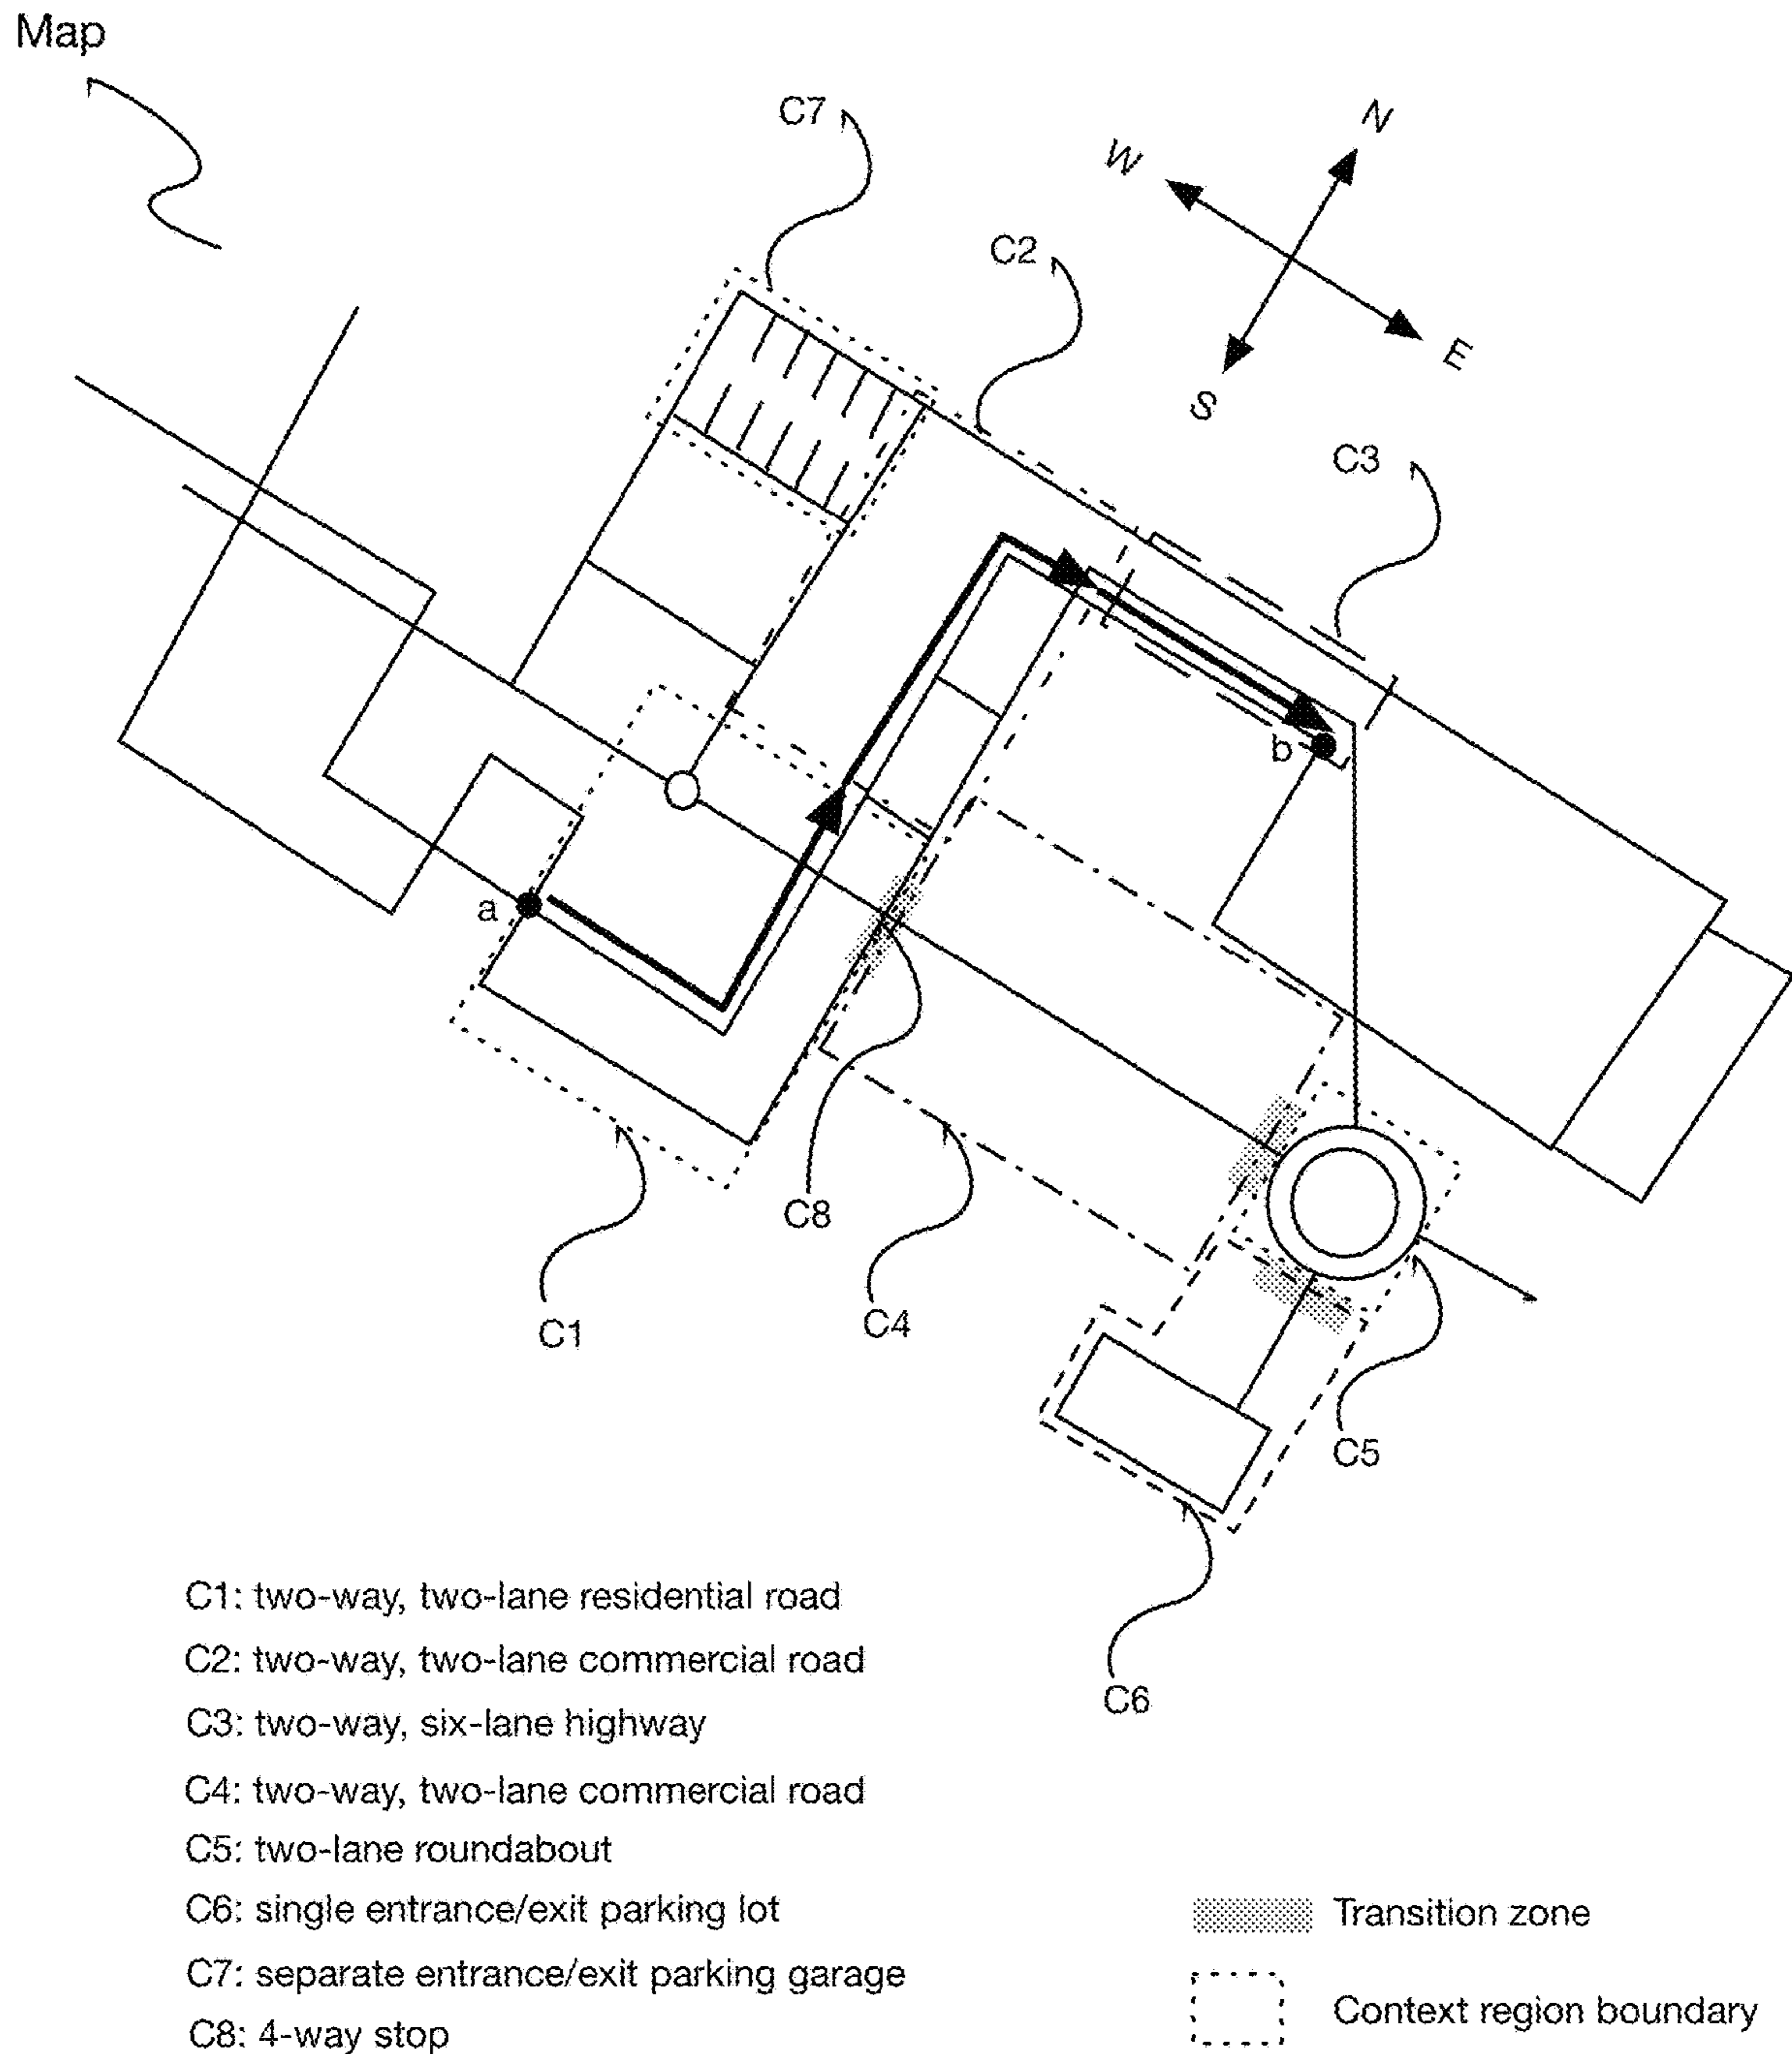 Map
C7
N
W
C2
E
S
C3
b
a
C8
C1
C4
C5
C6
C1: two-way, two-lane residential road
C2: two-way, two-lane commercial road
C3: two-way, six-lane highway
C4: two-way, two-lane commercial road
C5: two-lane roundabout
C6: single entrance/exit parking lot
C7: separate entrance/exit parking garage
C8: 4-way stop
Transition zone
Context region boundary